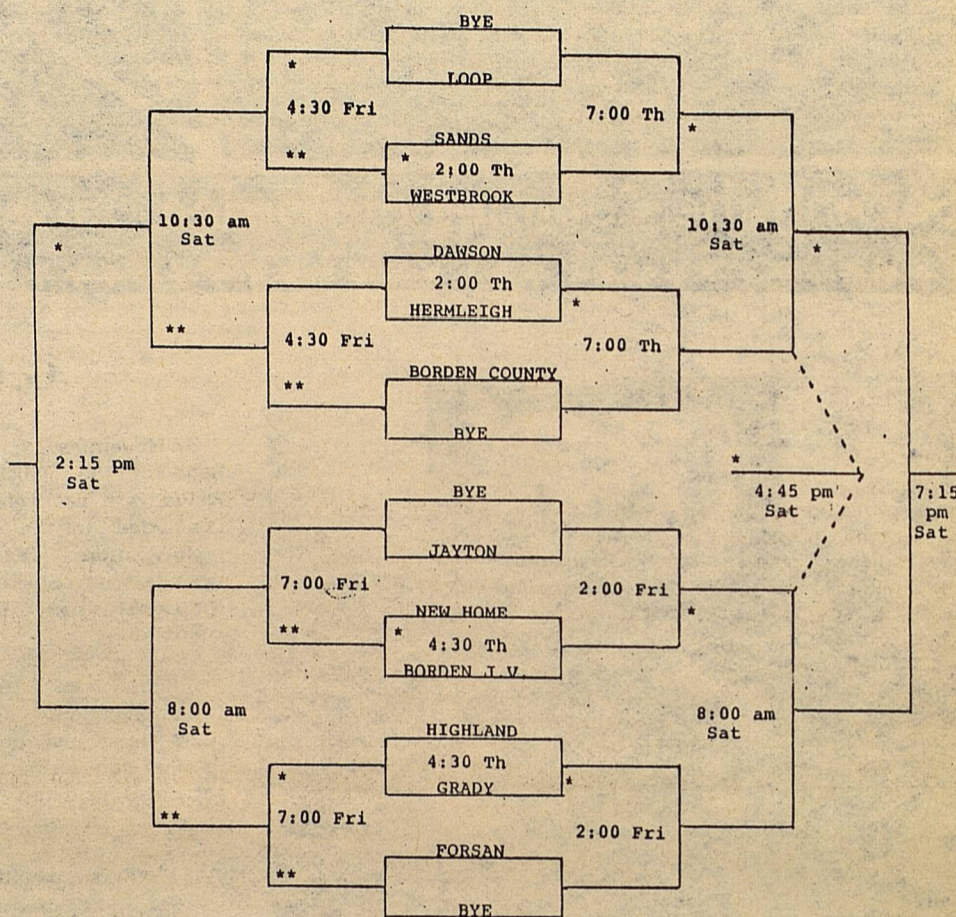 BYE
*
LOOP
4:30 Fri
7:00 Th
*
SANDS
**
* 2:00 Th
WESTBROOK
10:30 am
Sat
10:30 am
Sat
*
*
DAWSON
2:00 Th
HERMLEIGH
*
**
4:30 Fri
7:00 Th
BORDEN COUNTY
**
BYE
2:15 pm
Sat
*
4:45 pm
Sat
7:15
pm
Sat
BYE
JAYTON
7:00 Fri
2:00 Fri
NEW HOME
*
**
* 4:30 Th
BORDEN J.V.
8:00 am
Sat
8:00 am
Sat
HIGHLAND
4:30 Th
GRADY
*
*
**
7:00 Fri
2:00 Fri
FORSAN
**
BYE